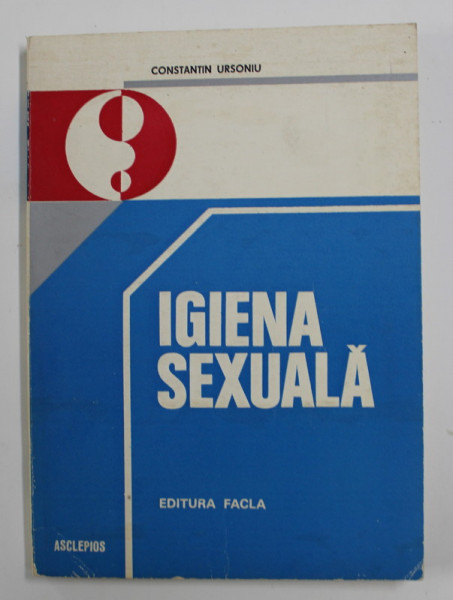 CONSTANTIN URSONIU
IGIENA
SEXUALĂ
EDITURA FACLA
ASCLEPIOS